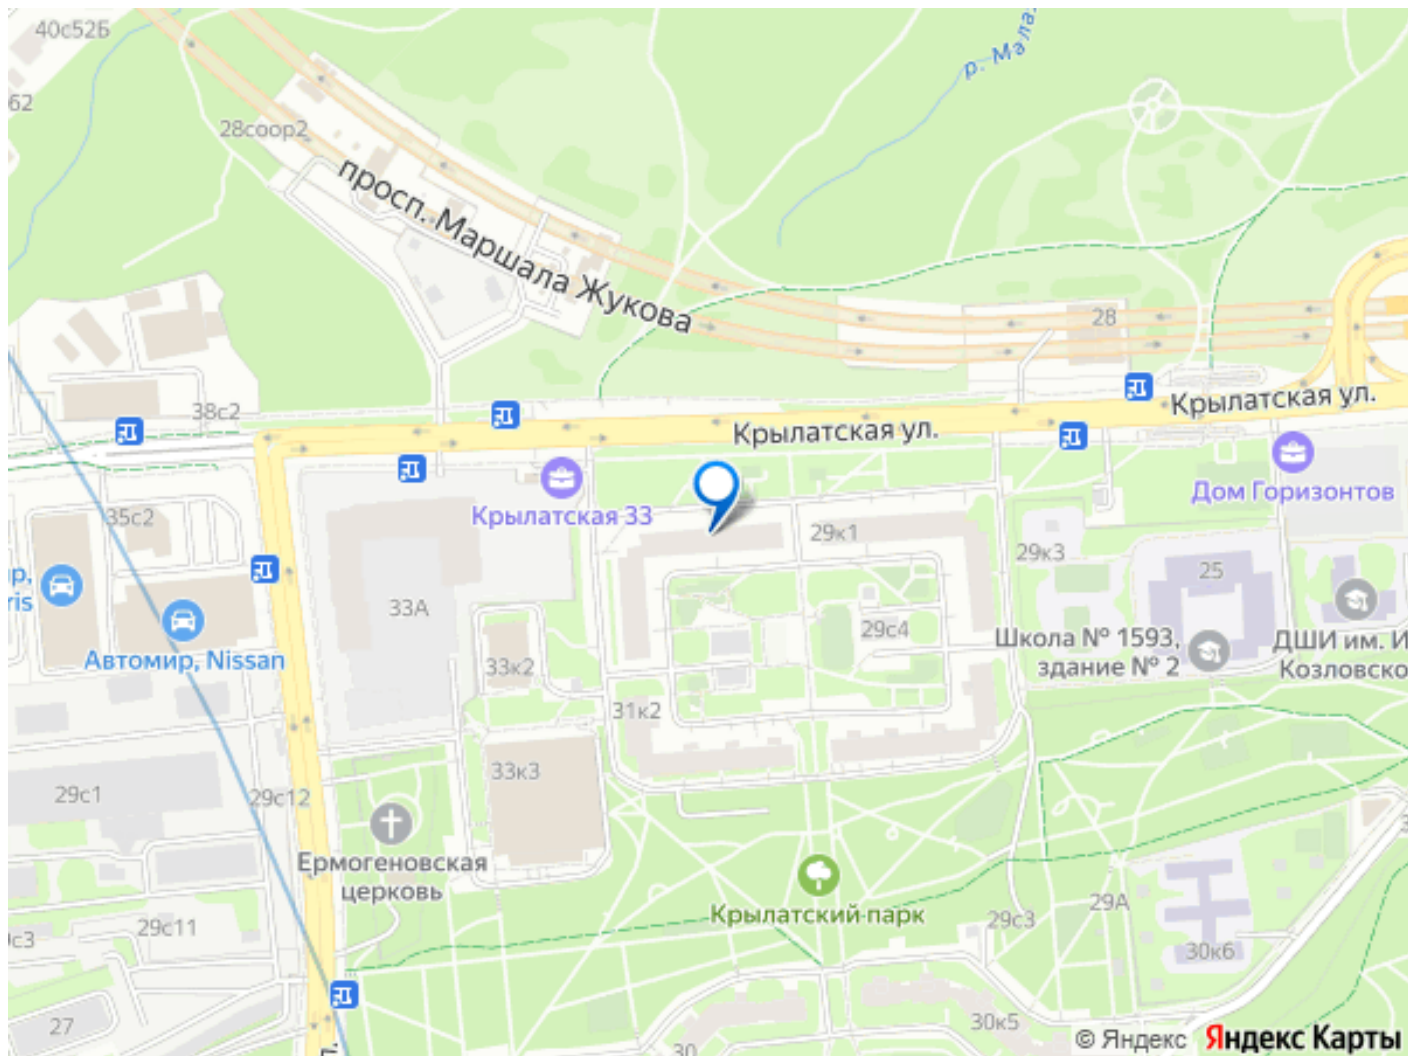 40с52Б
62
28соор2
р. Мала
просп. Маршала Жукова
28
38с2
Крылатская ул.
Крылатская ул.
Дом Горизонтов
Крылатская 33
35с2
29к1
29к3
25
33А
29с4
Школа № 1593,
здание № 2
ДШИ им. И
Козловско
Автомир, Nissan
33к2
31к2
33к3
29с1
29с12
Ермогеновская
церковь
Крылатский парк
29А
29с3
29с11
30к6
27
30к5
30
© Яндекс Яндекс Карты